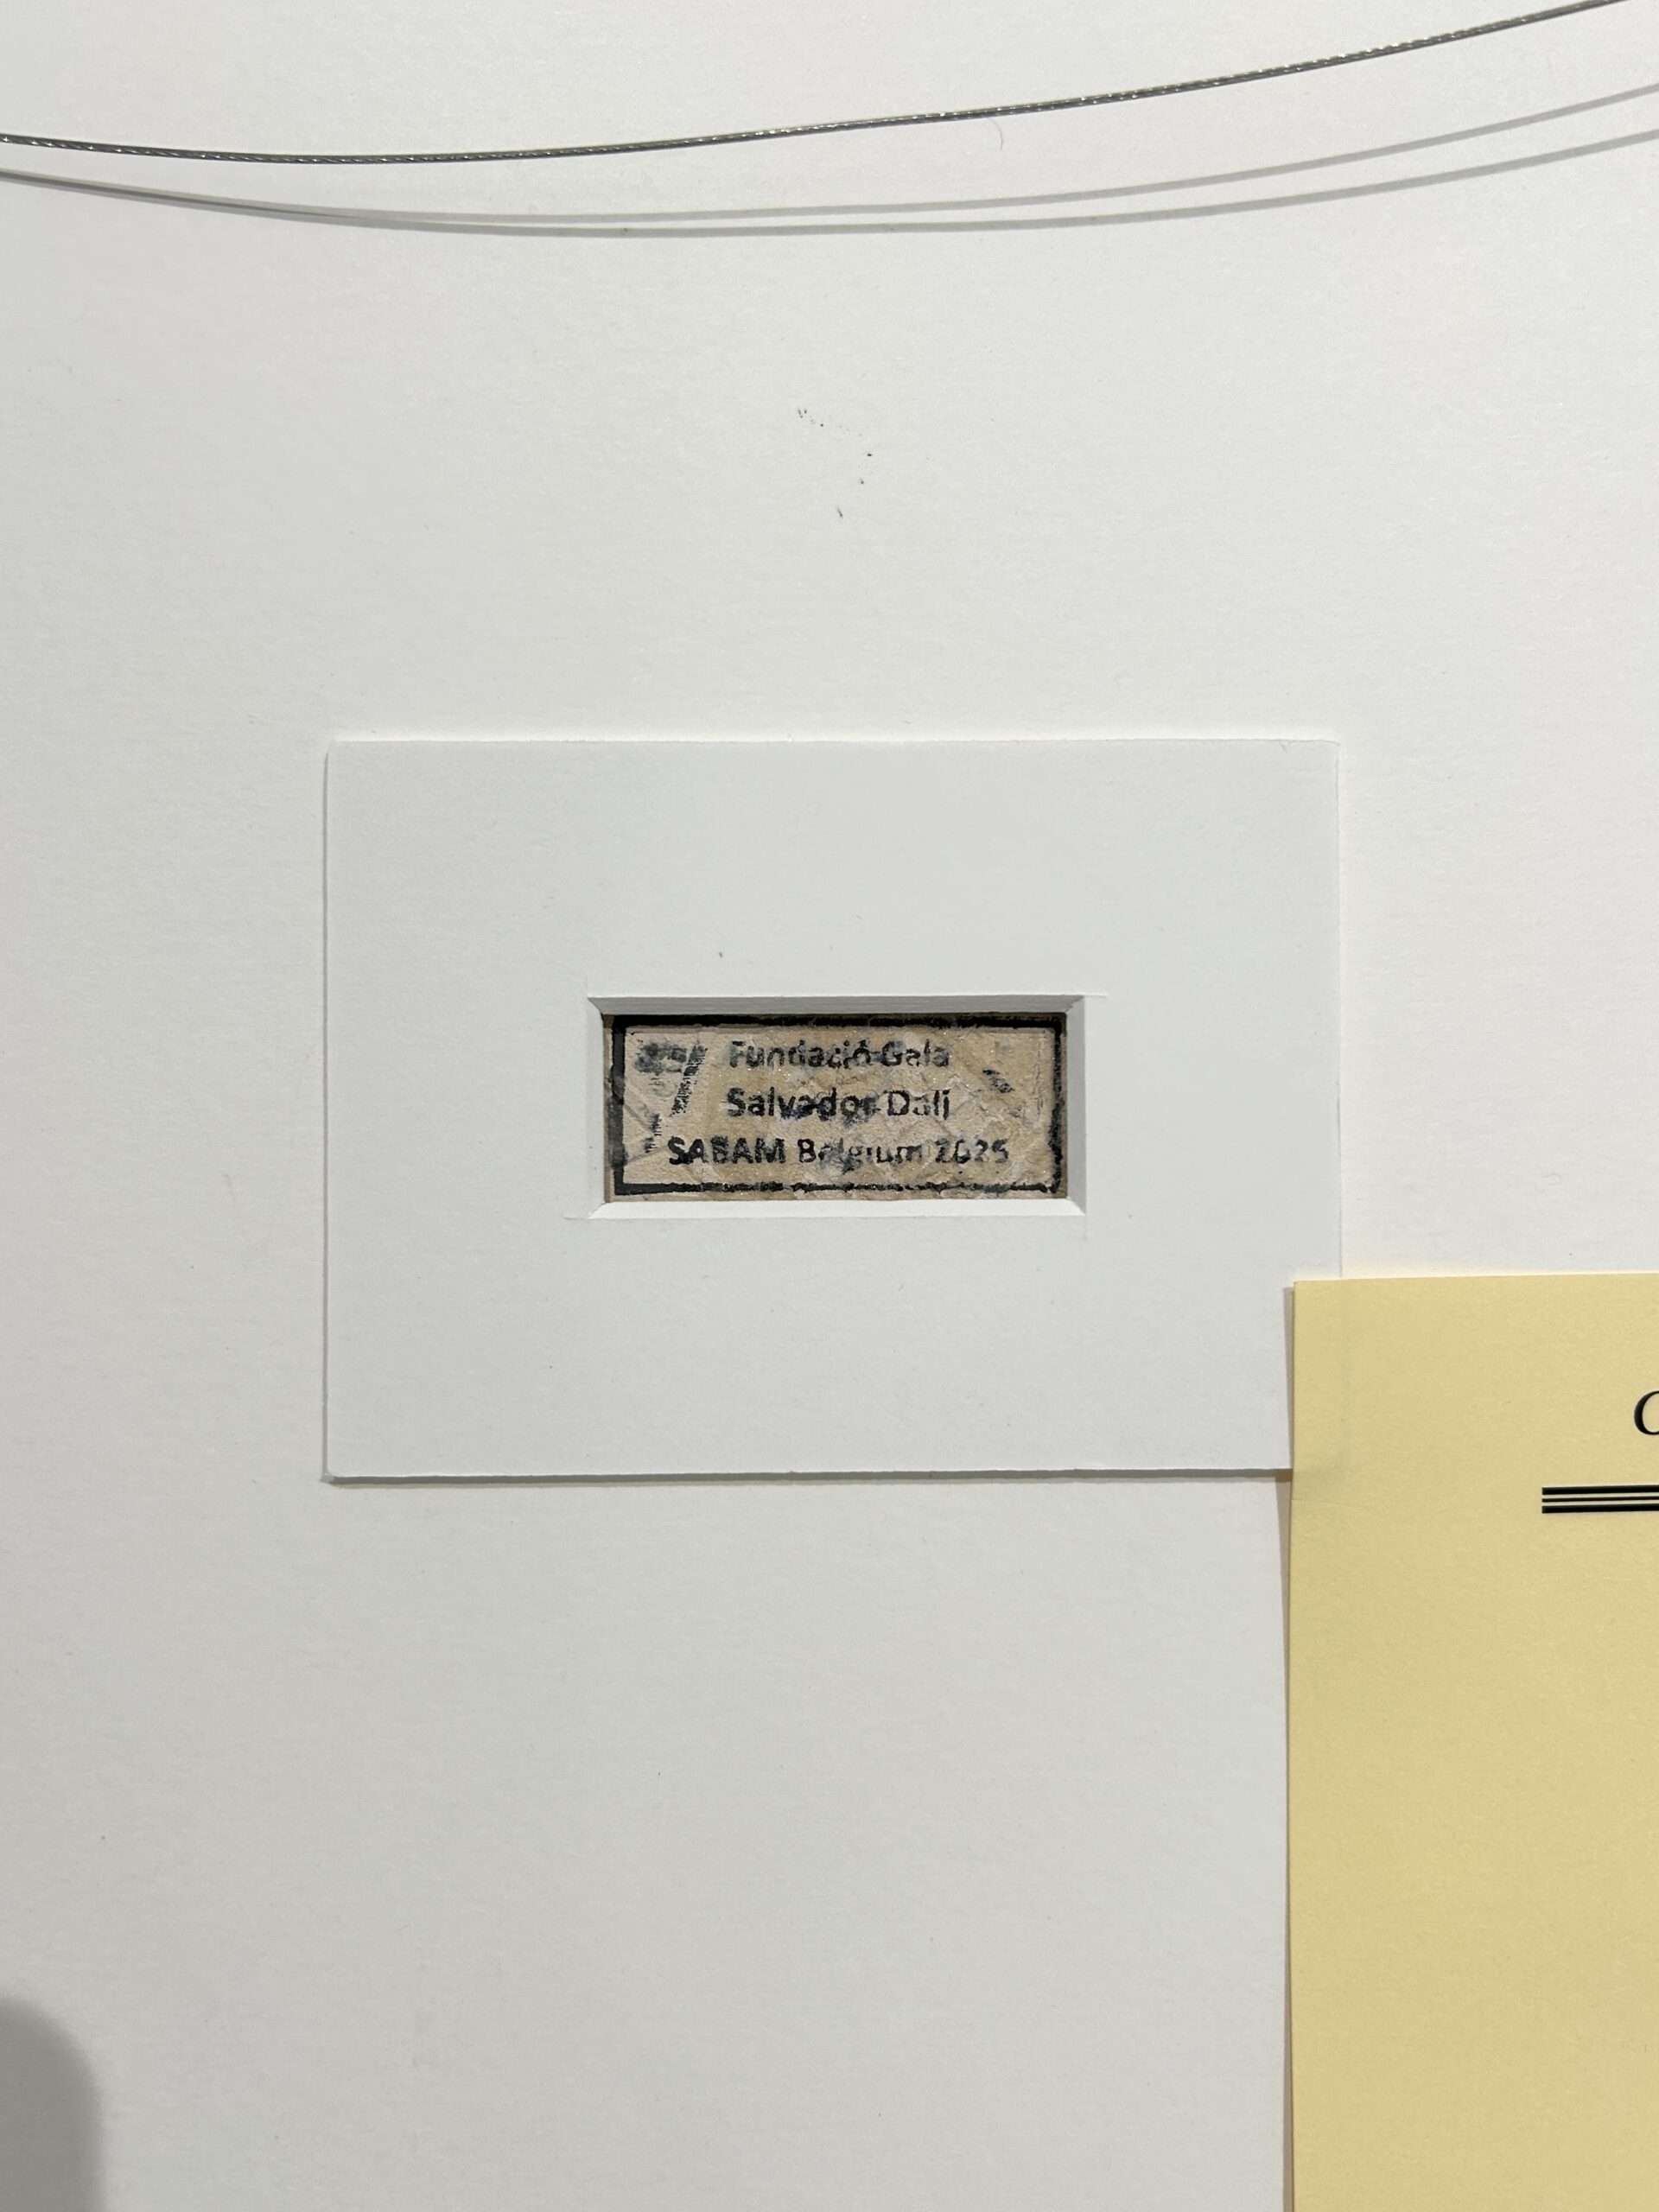 Fundació Gala
Salvador Dalí
SABAM Belgium 2025